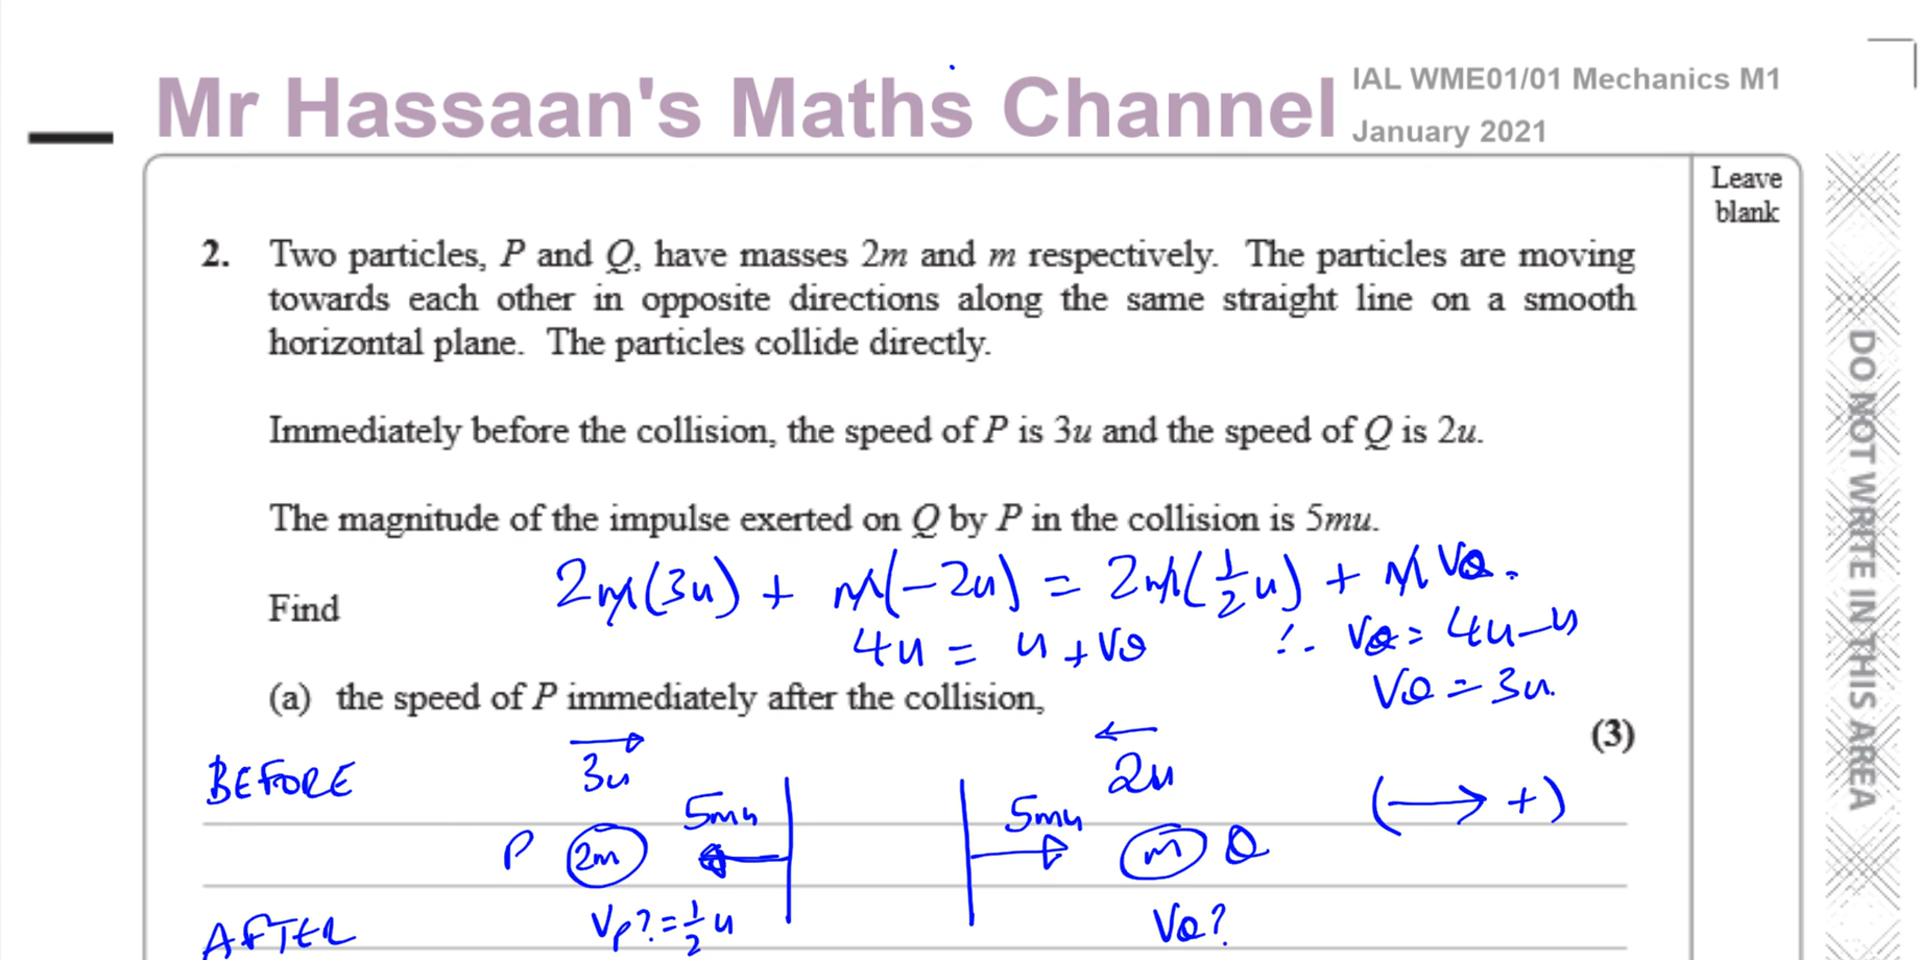 Mr Hassaan's Maths Channel
IAL WME01/01 Mechanics M1
January 2021
Leave
blank
2. Two particles, P and Q, have masses 2m and m respectively. The particles are moving
towards each other in opposite directions along the same straight line on a smooth
horizontal plane. The particles collide directly.
Immediately before the collision, the speed of P is 3u and the speed of Q is 2u.
The magnitude of the impulse exerted on Q by P in the collision is 5mu.
2m(3u) + m(-2u) = 2m(½u) + m VQ.
Find
4u = u + VQ ∴ VQ = 4u-u
VQ = 3u.
(a) the speed of P immediately after the collision,
(3)
BEFORE 3u 2u (→ +)
5mu 5mu
P 2m m Q
AFTER Vp? = ½u VQ?
DO NOT WRITE IN THIS AREA